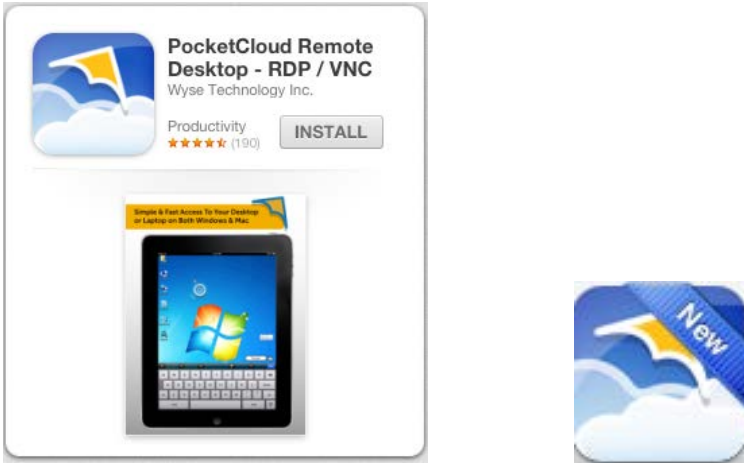 PocketCloud Remote
Desktop - RDP / VNC
Wyse Technology Inc.
Productivity
(190)
INSTALL
Simple & Fast Access To Your Desktop
or Laptop on Both Windows & Mac
New